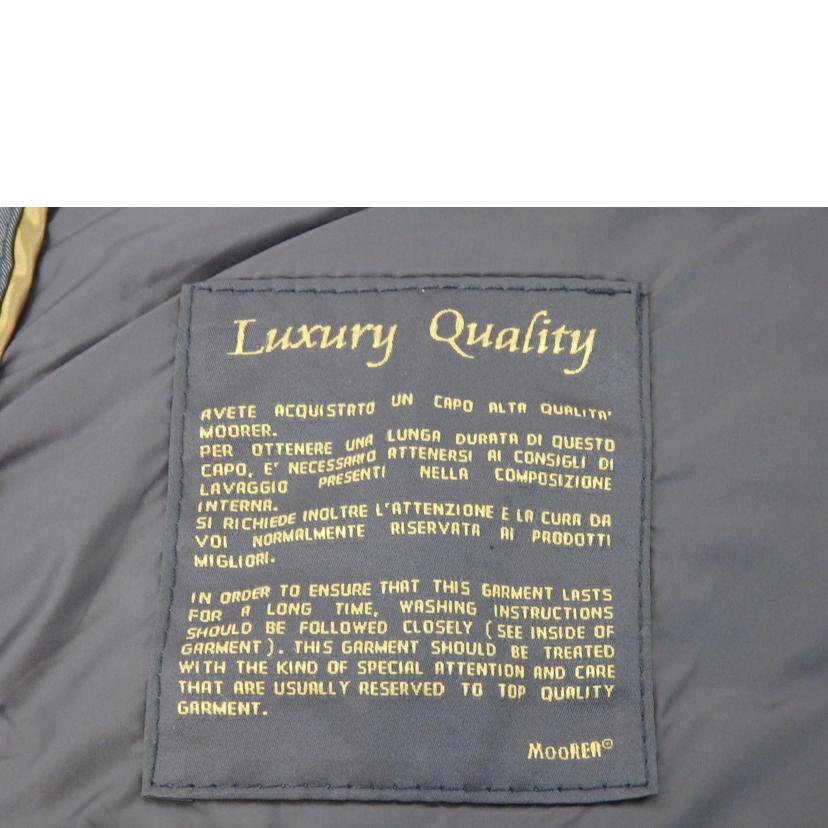 Luxury Quality
AVETE ACQUISTATO UN CAPO ALTA QUALITA'
MOORER.
PER OTTENERE UNA LUNGA DURATA DI QUESTO
CAPO, E' NECESSARIO ATTENERSI AI CONSIGLI DI
LAVAGGIO PRESENTI NELLA COMPOSIZIONE
INTERNA.
SI RICHIEDE INOLTRE L'ATTENZIONE E LA CURA DA
VOI NORMALMENTE RISERVATA AI PRODOTTI
MIGLIORI.
IN ORDER TO ENSURE THAT THIS GARMENT LASTS
FOR A LONG TIME, WASHING INSTRUCTIONS
SHOULD BE FOLLOWED CLOSELY (SEE INSIDE OF
GARMENT). THIS GARMENT SHOULD BE TREATED
WITH THE KIND OF SPECIAL ATTENTION AND CARE
THAT ARE USUALLY RESERVED TO TOP QUALITY
GARMENT.
MOORER©